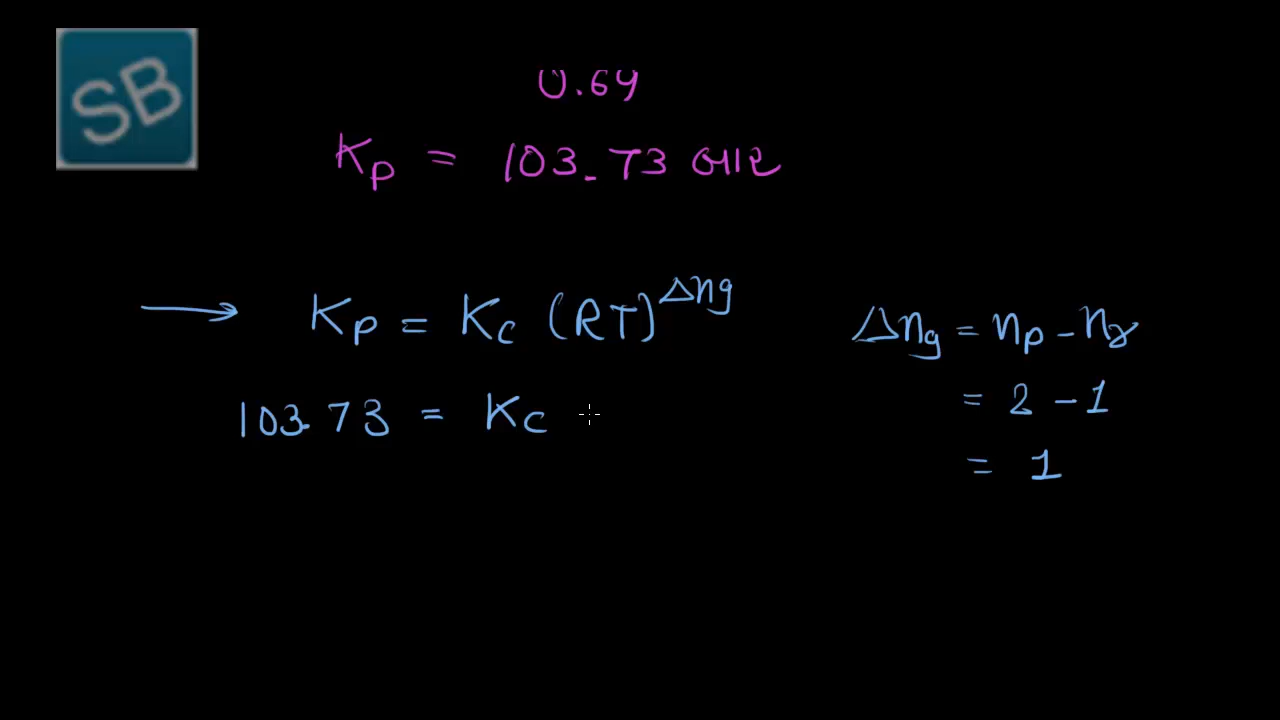 SB
0.64
Kp = 103.73 બાર
→ Kp = Kc (RT)^Δng
Δng = np - nr
103.73 = Kc
= 2 - 1
= 1